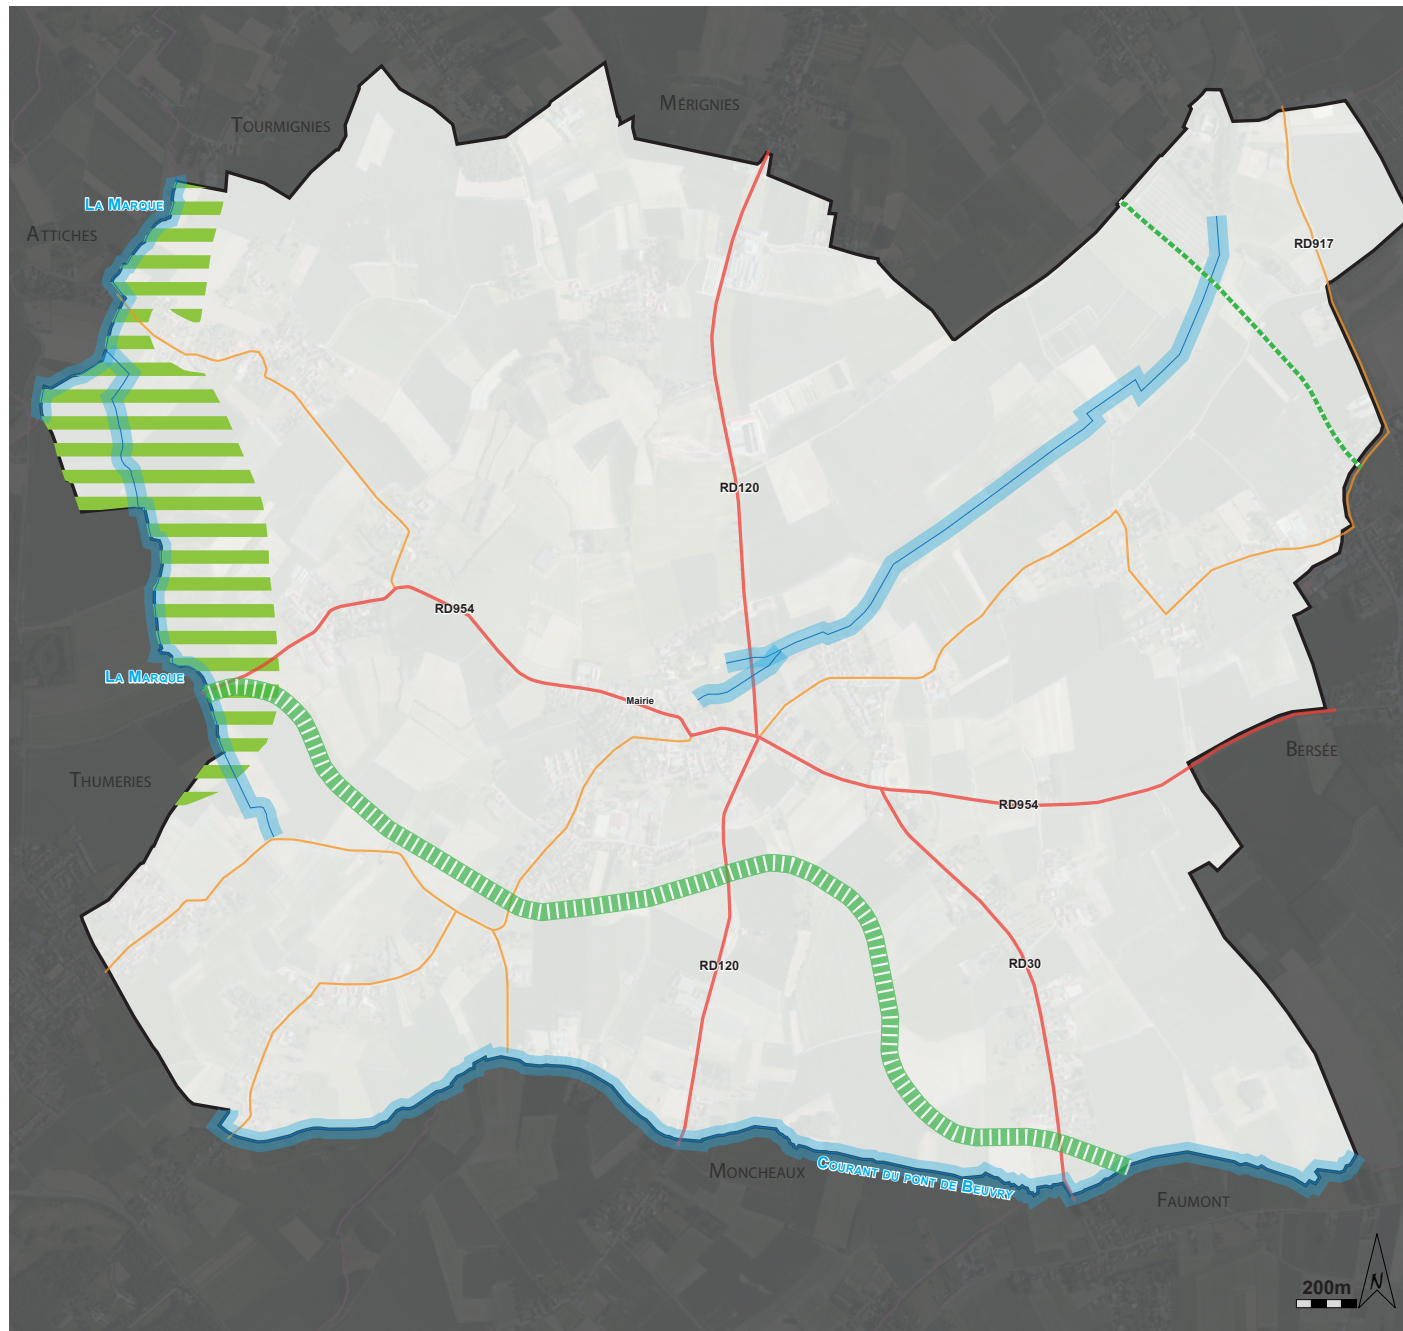 MÉRIGNIES
TOURMIGNIES
LA MARQUE
ATTICHES
RD917
RD120
RD954
LA MARQUE
Mairie
BERSÉE
THUMERIES
RD954
RD120
RD30
MONCHEAUX
COURANT DU PONT DE BEUVRY
FAUMONT
N
200m